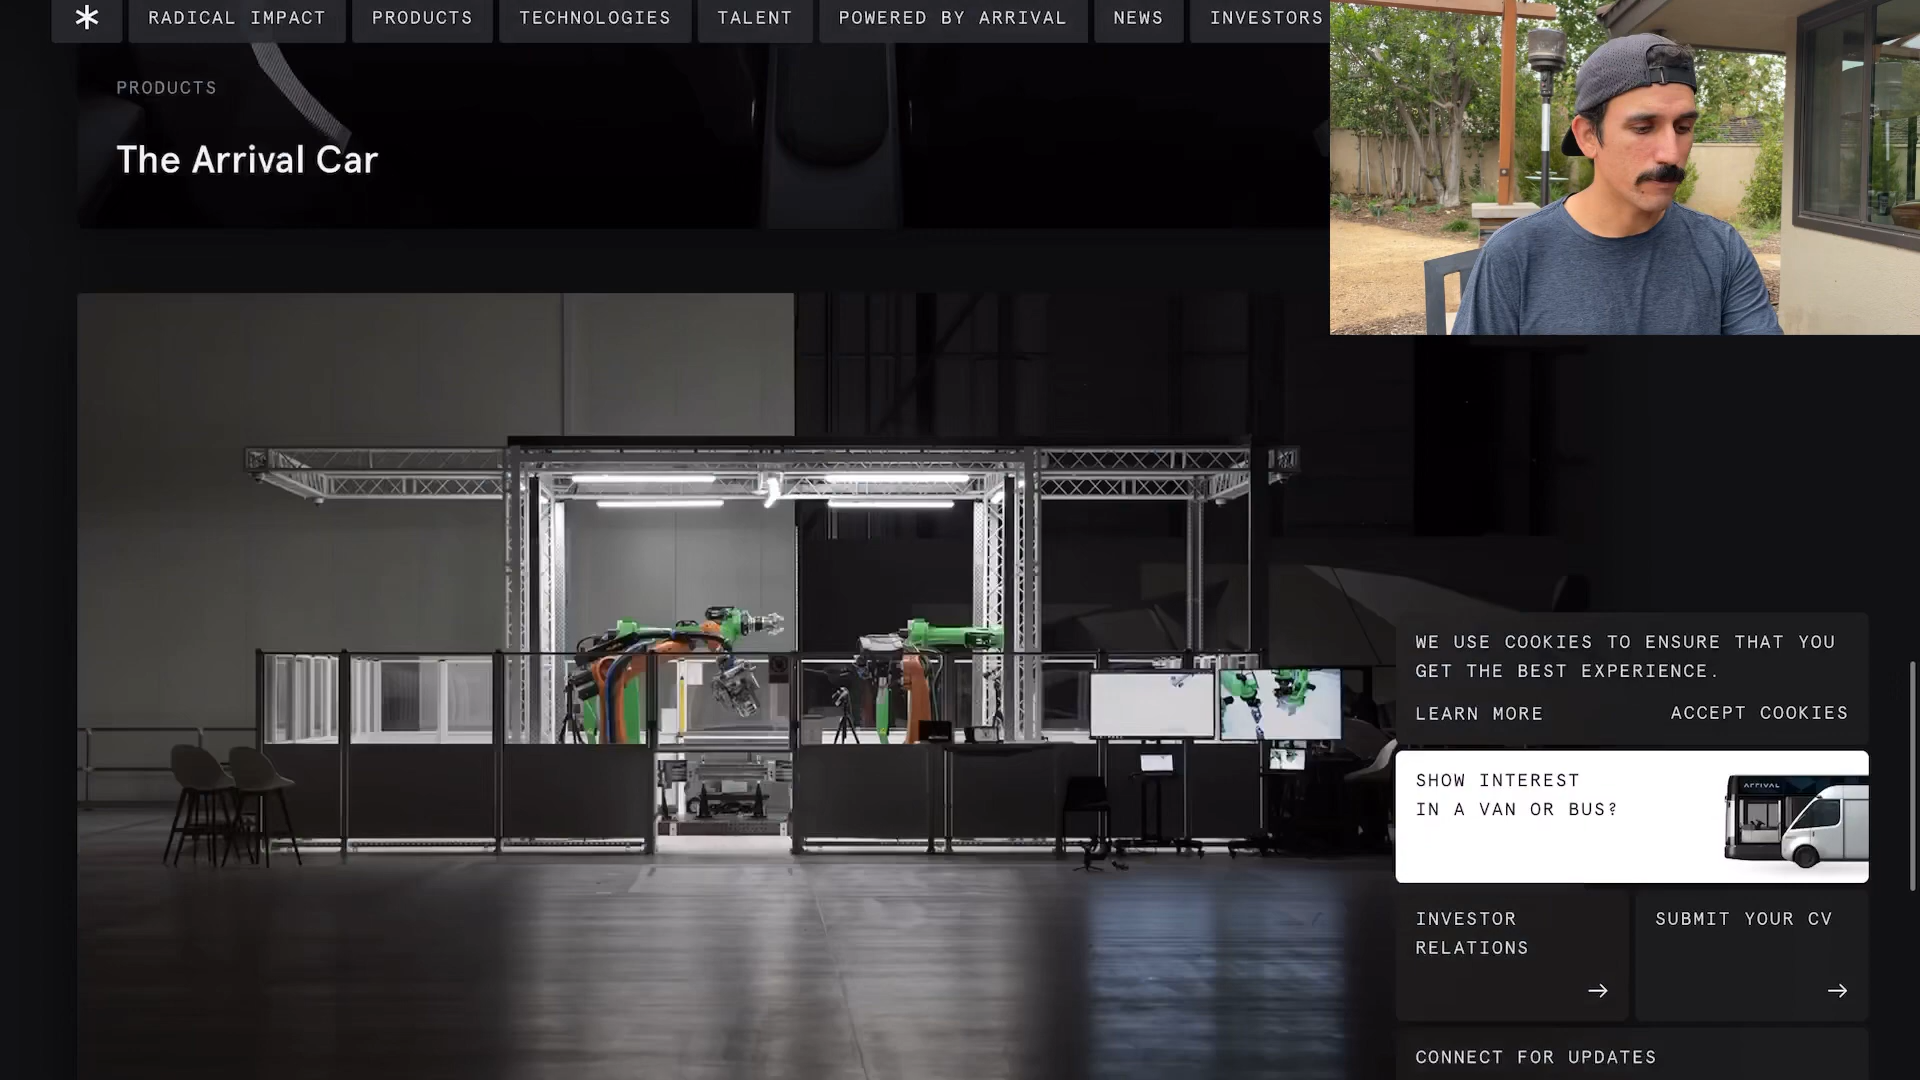 RADICAL IMPACT
PRODUCTS
TECHNOLOGIES
TALENT
POWERED BY ARRIVAL
NEWS
INVESTORS
PRODUCTS
The Arrival Car
WE USE COOKIES TO ENSURE THAT YOU
GET THE BEST EXPERIENCE.
LEARN MORE
ACCEPT COOKIES
SHOW INTEREST
IN A VAN OR BUS?
ARRIVAL
INVESTOR
RELATIONS
SUBMIT YOUR CV
CONNECT FOR UPDATES